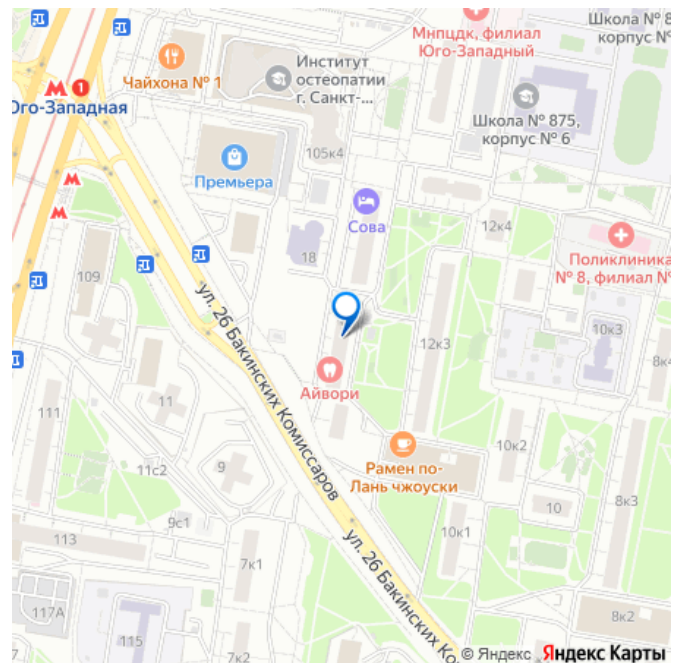 Мнпцдк, филиал
Юго-Западный
Школа № 8
корпус №
Чайхона № 1
Институт
остеопатии
г. Санкт-...
1
Юго-Западная
Школа № 875,
корпус № 6
105к4
Премьера
Сова
12к4
18
Поликлиника
№ 8, филиал №
109
ул. 26 Бакинских Комиссаров
10к3
12к3
8к4
Айвори
111
11
Рамен по-
Лань чжоуски
10к2
11с2
9
10
8к3
9с1
10к1
113
7к1
ул. 26 Бакинских Ко
117А
115
7к2
8к2
© Яндекс Яндекс Карты